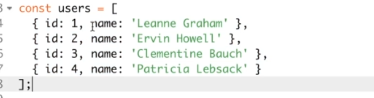 const users = [
{ id: 1, name: 'Leanne Graham' },
{ id: 2, name: 'Ervin Howell' },
{ id: 3, name: 'Clementine Bauch' },
{ id: 4, name: 'Patricia Lebsack' }
];